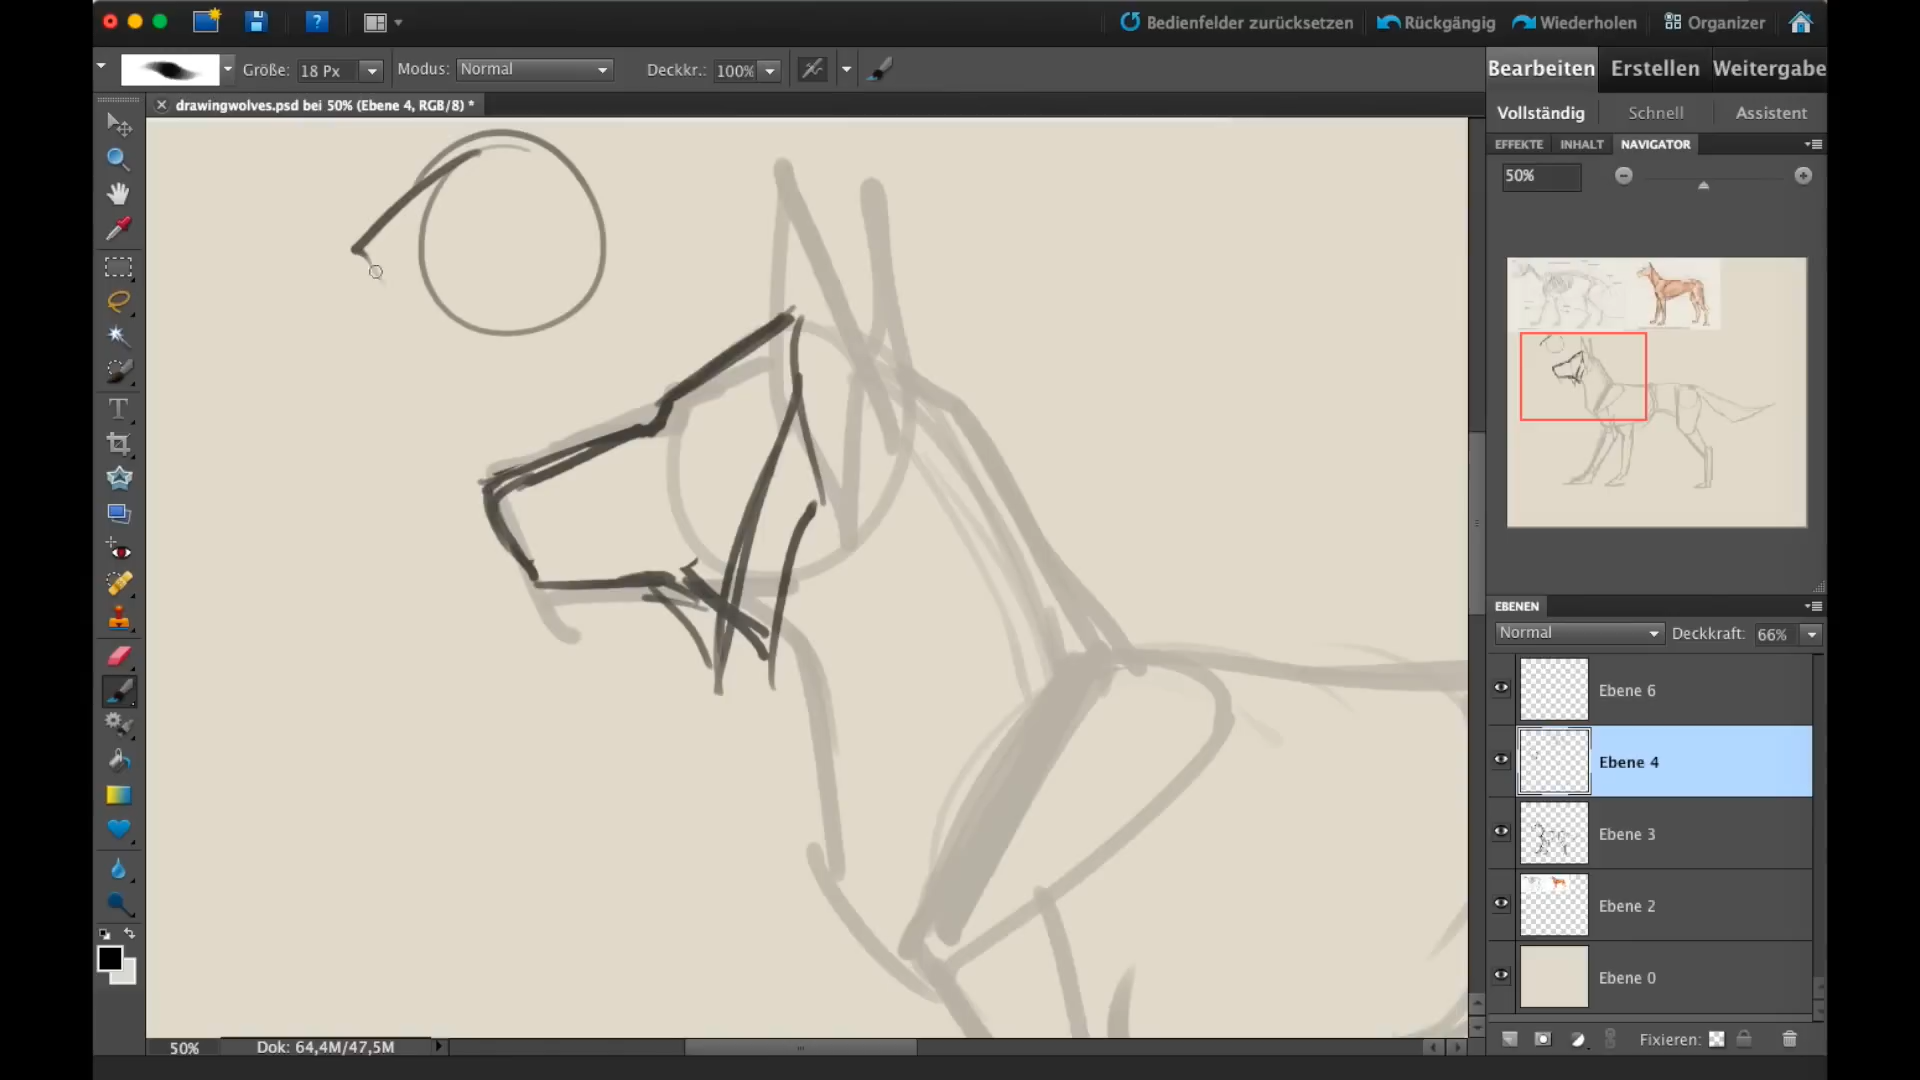 Bedienfelder zurücksetzen Rückgängig Wiederholen Organizer
Größe: 18 Px Modus: Normal Deckkr.: 100%
Bearbeiten Erstellen Weitergabe
drawingwolves.psd bei 50% (Ebene 4, RGB/8) *
Vollständig Schnell Assistent
EFFEKTE INHALT NAVIGATOR
50%
EBENEN
Normal Deckkraft: 66%
Ebene 6
Ebene 4
Ebene 3
Ebene 2
Ebene 0
Fixieren:
50% Dok: 64,4M/47,5M